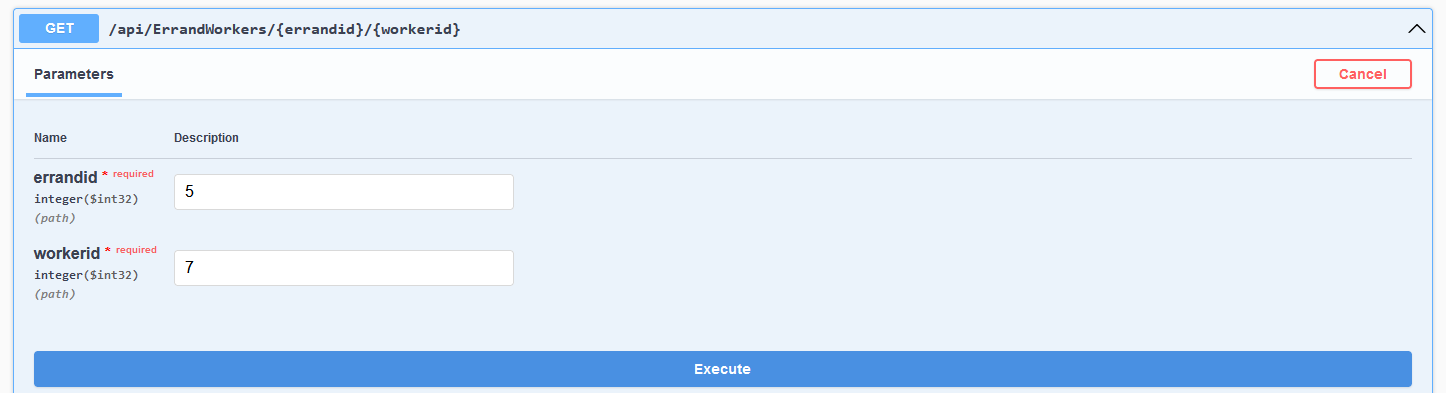 GET /api/ErrandWorkers/{errandid}/{workerid}
Parameters Cancel
Name Description
errandid * required
integer($int32)
(path)
5
workerid * required
integer($int32)
(path)
7
Execute